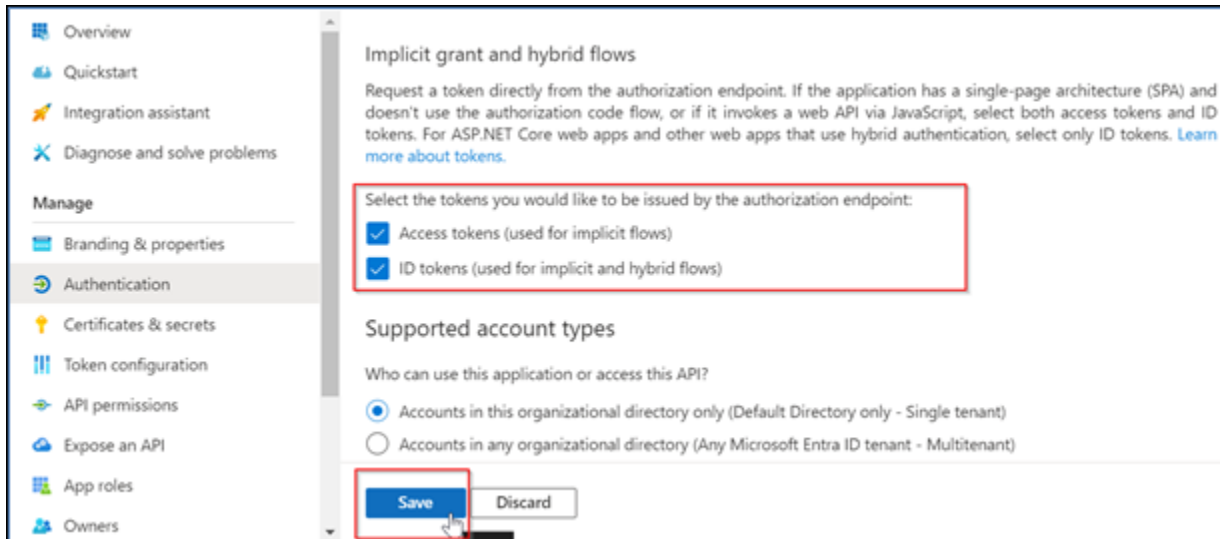 Overview
Quickstart
Integration assistant
Diagnose and solve problems
Manage
Branding & properties
Authentication
Certificates & secrets
Token configuration
API permissions
Expose an API
App roles
Owners
Implicit grant and hybrid flows
Request a token directly from the authorization endpoint. If the application has a single-page architecture (SPA) and
doesn't use the authorization code flow, or if it invokes a web API via JavaScript, select both access tokens and ID
tokens. For ASP.NET Core web apps and other web apps that use hybrid authentication, select only ID tokens. Learn
more about tokens.
Select the tokens you would like to be issued by the authorization endpoint:
Access tokens (used for implicit flows)
ID tokens (used for implicit and hybrid flows)
Supported account types
Who can use this application or access this API?
Accounts in this organizational directory only (Default Directory only - Single tenant)
Accounts in any organizational directory (Any Microsoft Entra ID tenant - Multitenant)
Save
Discard